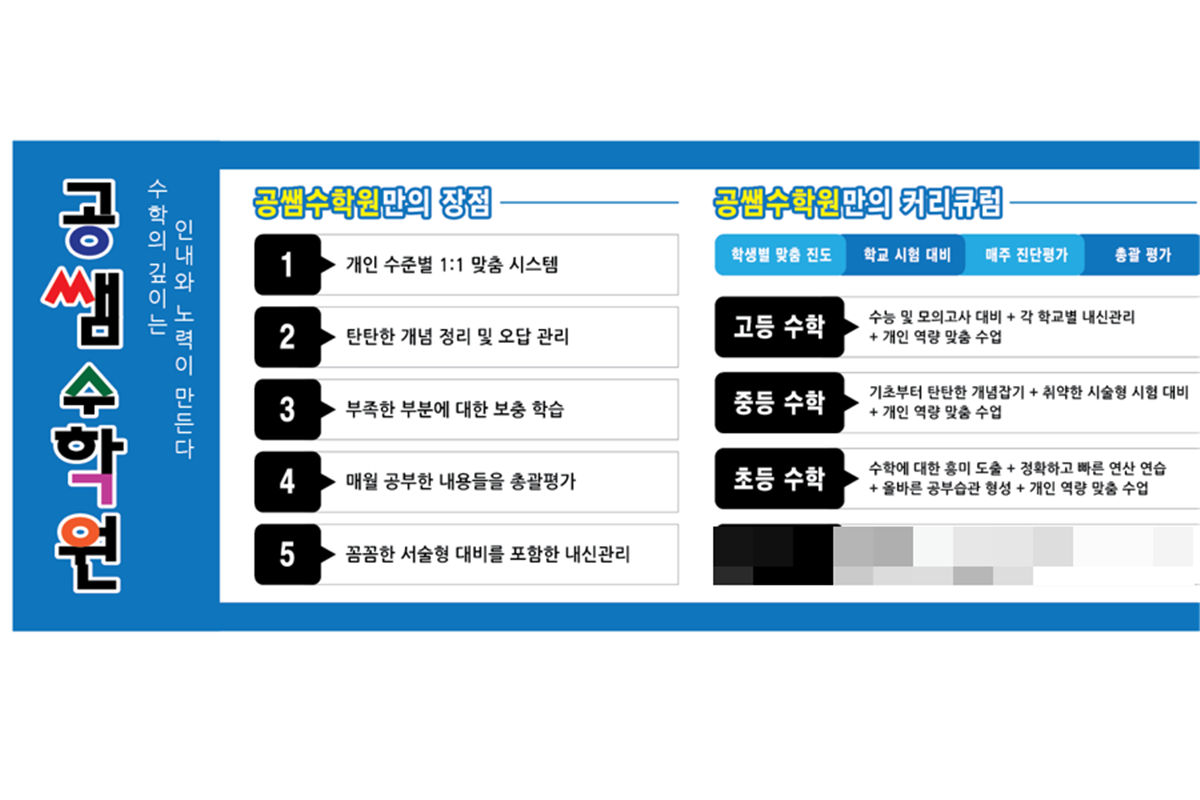 공쌤수학원
수학의 깊이는
인내와 노력이 만든다
공쌤수학원만의 장점
1 개인 수준별 1:1 맞춤 시스템
2 탄탄한 개념 정리 및 오답 관리
3 부족한 부분에 대한 보충 학습
4 매월 공부한 내용들을 총괄평가
5 꼼꼼한 서술형 대비를 포함한 내신관리
공쌤수학원만의 커리큐럼
학생별 맞춤 진도 학교 시험 대비 매주 진단평가 총괄 평가
고등 수학
수능 및 모의고사 대비 + 각 학교별 내신관리
+ 개인 역량 맞춤 수업
중등 수학
기초부터 탄탄한 개념잡기 + 취약한 시술형 시험 대비
+ 개인 역량 맞춤 수업
초등 수학
수학에 대한 흥미 도출 + 정확하고 빠른 연산 연습
+ 올바른 공부습관 형성 + 개인 역량 맞춤 수업